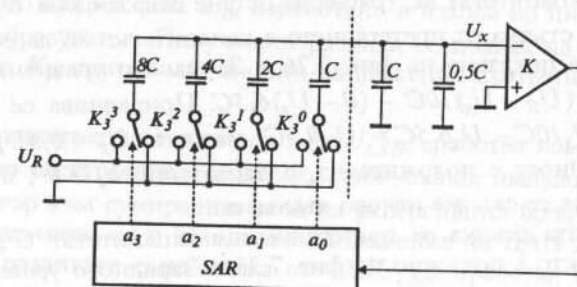 U_x
8C 4C 2C C C 0,5C K
+
K_3^3 K_3^2 K_3^1 K_3^0
U_R
a_3 a_2 a_1 a_0
SAR